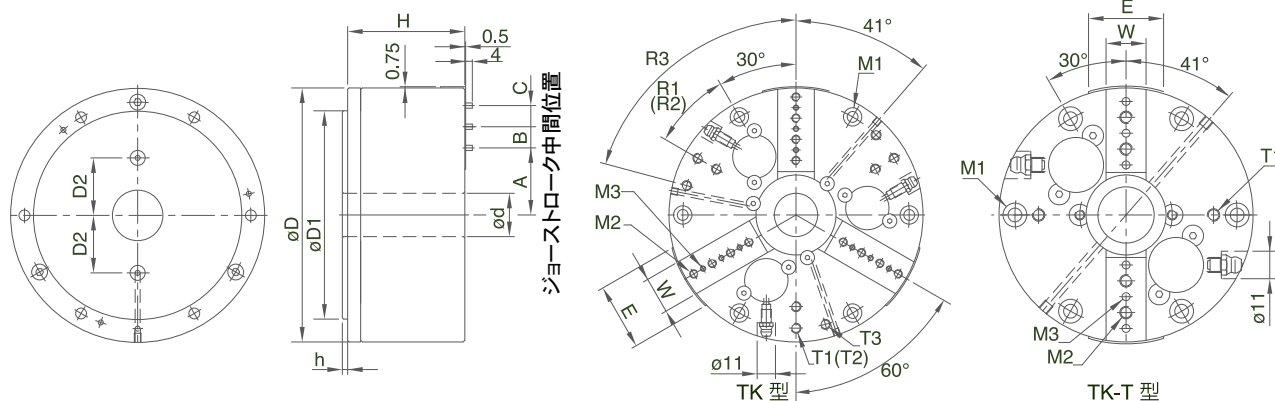 D2
D2
H
0.5
4
0.75
C
B
A
øD
øD1
ød
h
ジョーストローク中間位置
R3
R1
(R2)
30°
41°
M1
M3
M2
W
E
ø11
T1(T2)
T3
60°
TK 型
E
W
30°
41°
M1
T1
M3
M2
ø11
TK-T 型